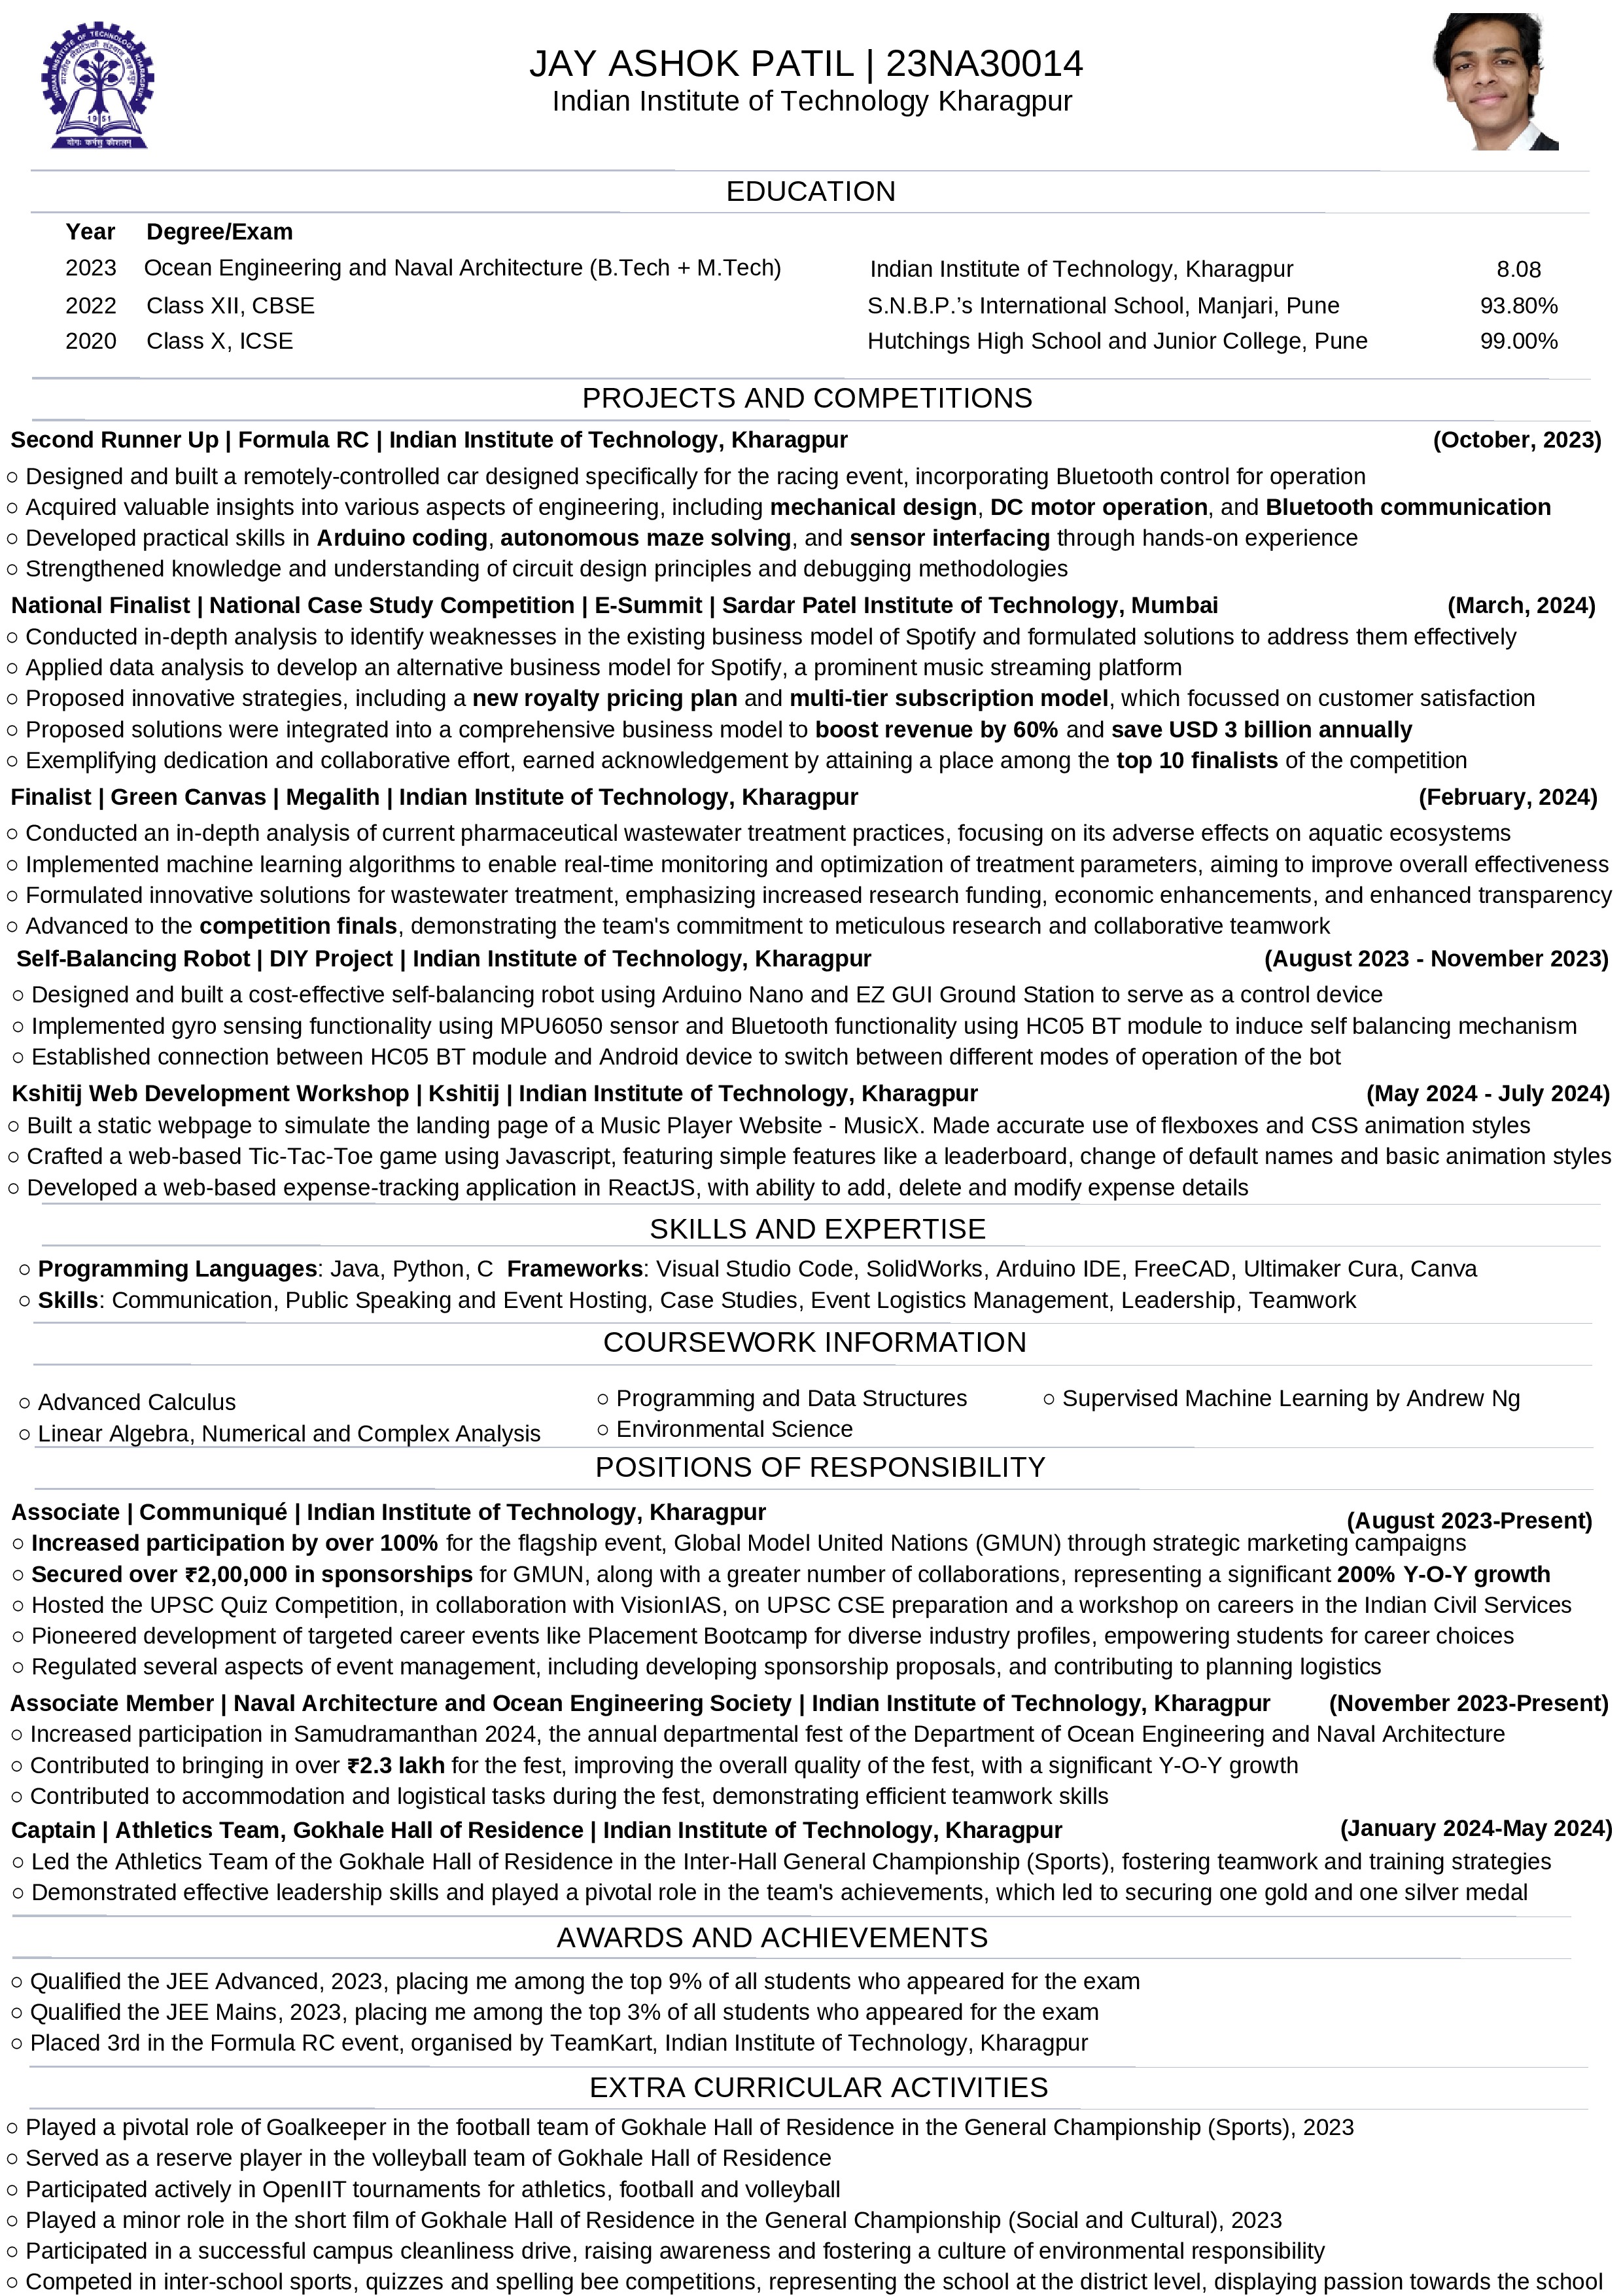 INDIAN INSTITUTE OF TECHNOLOGY KHARAGPUR
1951
योगः कर्मसु कौशलम्
JAY ASHOK PATIL | 23NA30014
Indian Institute of Technology Kharagpur
EDUCATION
Year Degree/Exam
2023 Ocean Engineering and Naval Architecture (B.Tech + M.Tech) Indian Institute of Technology, Kharagpur 8.08
2022 Class XII, CBSE S.N.B.P.’s International School, Manjari, Pune 93.80%
2020 Class X, ICSE Hutchings High School and Junior College, Pune 99.00%
PROJECTS AND COMPETITIONS
Second Runner Up | Formula RC | Indian Institute of Technology, Kharagpur (October, 2023)
○ Designed and built a remotely-controlled car designed specifically for the racing event, incorporating Bluetooth control for operation
○ Acquired valuable insights into various aspects of engineering, including mechanical design, DC motor operation, and Bluetooth communication
○ Developed practical skills in Arduino coding, autonomous maze solving, and sensor interfacing through hands-on experience
○ Strengthened knowledge and understanding of circuit design principles and debugging methodologies
National Finalist | National Case Study Competition | E-Summit | Sardar Patel Institute of Technology, Mumbai (March, 2024)
○ Conducted in-depth analysis to identify weaknesses in the existing business model of Spotify and formulated solutions to address them effectively
○ Applied data analysis to develop an alternative business model for Spotify, a prominent music streaming platform
○ Proposed innovative strategies, including a new royalty pricing plan and multi-tier subscription model, which focussed on customer satisfaction
○ Proposed solutions were integrated into a comprehensive business model to boost revenue by 60% and save USD 3 billion annually
○ Exemplifying dedication and collaborative effort, earned acknowledgement by attaining a place among the top 10 finalists of the competition
Finalist | Green Canvas | Megalith | Indian Institute of Technology, Kharagpur (February, 2024)
○ Conducted an in-depth analysis of current pharmaceutical wastewater treatment practices, focusing on its adverse effects on aquatic ecosystems
○ Implemented machine learning algorithms to enable real-time monitoring and optimization of treatment parameters, aiming to improve overall effectiveness
○ Formulated innovative solutions for wastewater treatment, emphasizing increased research funding, economic enhancements, and enhanced transparency
○ Advanced to the competition finals, demonstrating the team's commitment to meticulous research and collaborative teamwork
Self-Balancing Robot | DIY Project | Indian Institute of Technology, Kharagpur (August 2023 - November 2023)
○ Designed and built a cost-effective self-balancing robot using Arduino Nano and EZ GUI Ground Station to serve as a control device
○ Implemented gyro sensing functionality using MPU6050 sensor and Bluetooth functionality using HC05 BT module to induce self balancing mechanism
○ Established connection between HC05 BT module and Android device to switch between different modes of operation of the bot
Kshitij Web Development Workshop | Kshitij | Indian Institute of Technology, Kharagpur (May 2024 - July 2024)
○ Built a static webpage to simulate the landing page of a Music Player Website - MusicX. Made accurate use of flexboxes and CSS animation styles
○ Crafted a web-based Tic-Tac-Toe game using Javascript, featuring simple features like a leaderboard, change of default names and basic animation styles
○ Developed a web-based expense-tracking application in ReactJS, with ability to add, delete and modify expense details
SKILLS AND EXPERTISE
○ Programming Languages: Java, Python, C Frameworks: Visual Studio Code, SolidWorks, Arduino IDE, FreeCAD, Ultimaker Cura, Canva
○ Skills: Communication, Public Speaking and Event Hosting, Case Studies, Event Logistics Management, Leadership, Teamwork
COURSEWORK INFORMATION
○ Advanced Calculus ○ Programming and Data Structures ○ Supervised Machine Learning by Andrew Ng
○ Linear Algebra, Numerical and Complex Analysis ○ Environmental Science
POSITIONS OF RESPONSIBILITY
Associate | Communiqué | Indian Institute of Technology, Kharagpur (August 2023-Present)
○ Increased participation by over 100% for the flagship event, Global Model United Nations (GMUN) through strategic marketing campaigns
○ Secured over ₹2,00,000 in sponsorships for GMUN, along with a greater number of collaborations, representing a significant 200% Y-O-Y growth
○ Hosted the UPSC Quiz Competition, in collaboration with VisionIAS, on UPSC CSE preparation and a workshop on careers in the Indian Civil Services
○ Pioneered development of targeted career events like Placement Bootcamp for diverse industry profiles, empowering students for career choices
○ Regulated several aspects of event management, including developing sponsorship proposals, and contributing to planning logistics
Associate Member | Naval Architecture and Ocean Engineering Society | Indian Institute of Technology, Kharagpur (November 2023-Present)
○ Increased participation in Samudramanthan 2024, the annual departmental fest of the Department of Ocean Engineering and Naval Architecture
○ Contributed to bringing in over ₹2.3 lakh for the fest, improving the overall quality of the fest, with a significant Y-O-Y growth
○ Contributed to accommodation and logistical tasks during the fest, demonstrating efficient teamwork skills
Captain | Athletics Team, Gokhale Hall of Residence | Indian Institute of Technology, Kharagpur (January 2024-May 2024)
○ Led the Athletics Team of the Gokhale Hall of Residence in the Inter-Hall General Championship (Sports), fostering teamwork and training strategies
○ Demonstrated effective leadership skills and played a pivotal role in the team's achievements, which led to securing one gold and one silver medal
AWARDS AND ACHIEVEMENTS
○ Qualified the JEE Advanced, 2023, placing me among the top 9% of all students who appeared for the exam
○ Qualified the JEE Mains, 2023, placing me among the top 3% of all students who appeared for the exam
○ Placed 3rd in the Formula RC event, organised by TeamKart, Indian Institute of Technology, Kharagpur
EXTRA CURRICULAR ACTIVITIES
○ Played a pivotal role of Goalkeeper in the football team of Gokhale Hall of Residence in the General Championship (Sports), 2023
○ Served as a reserve player in the volleyball team of Gokhale Hall of Residence
○ Participated actively in OpenIIT tournaments for athletics, football and volleyball
○ Played a minor role in the short film of Gokhale Hall of Residence in the General Championship (Social and Cultural), 2023
○ Participated in a successful campus cleanliness drive, raising awareness and fostering a culture of environmental responsibility
○ Competed in inter-school sports, quizzes and spelling bee competitions, representing the school at the district level, displaying passion towards the school